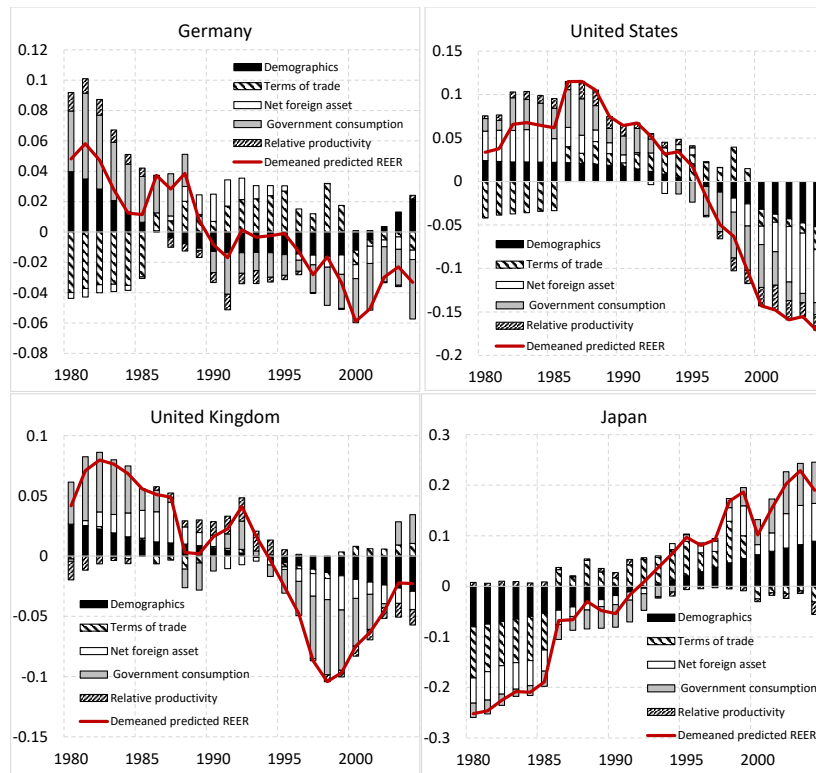 Germany
0.12
0.1
0.08
0.06
0.04
0.02
0
-0.02
-0.04
-0.06
-0.08
Demographics
Terms of trade
Net foreign asset
Government consumption
Relative productivity
Demeaned predicted REER
1980 1985 1990 1995 2000
United States
0.15
0.1
0.05
0
-0.05
-0.1
-0.15
-0.2
Demographics
Terms of trade
Net foreign asset
Government consumption
Relative productivity
Demeaned predicted REER
1980 1985 1990 1995 2000
United Kingdom
0.1
0.05
0
-0.05
-0.1
-0.15
Demographics
Terms of trade
Net foreign asset
Government consumption
Relative productivity
Demeaned predicted REER
1980 1985 1990 1995 2000
Japan
0.3
0.2
0.1
0
-0.1
-0.2
-0.3
Demographics
Terms of trade
Net foreign asset
Government consumption
Relative productivity
Demeaned predicted REER
1980 1985 1990 1995 2000